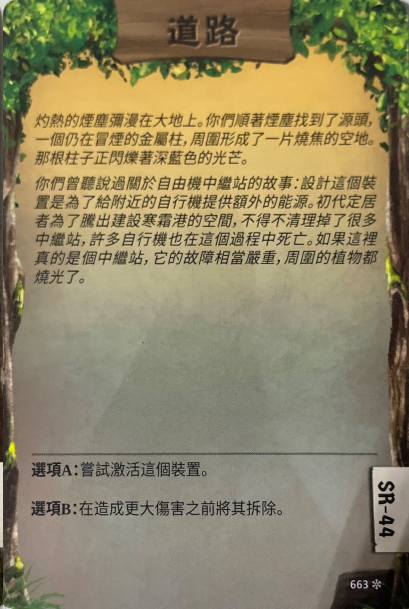 道路
灼熱的煙塵彌漫在大地上。你們順著煙塵找到了源頭，
一個仍在冒煙的金屬柱，周圍形成了一片燒焦的空地。
那根柱子正閃爍著深藍色的光芒。
你們曾聽說過關於自由機中繼站的故事：設計這個裝
置是為了給附近的自行機提供額外的能源。初代定居
者為了騰出建設寒霜港的空間，不得不清理掉了很多
中繼站，許多自行機也在這個過程中死亡。如果這裡
真的是個中繼站，它的故障相當嚴重，周圍的植物都
燒光了。
選項A：嘗試激活這個裝置。
選項B：在造成更大傷害之前將其拆除。
SR-44
663 ✼